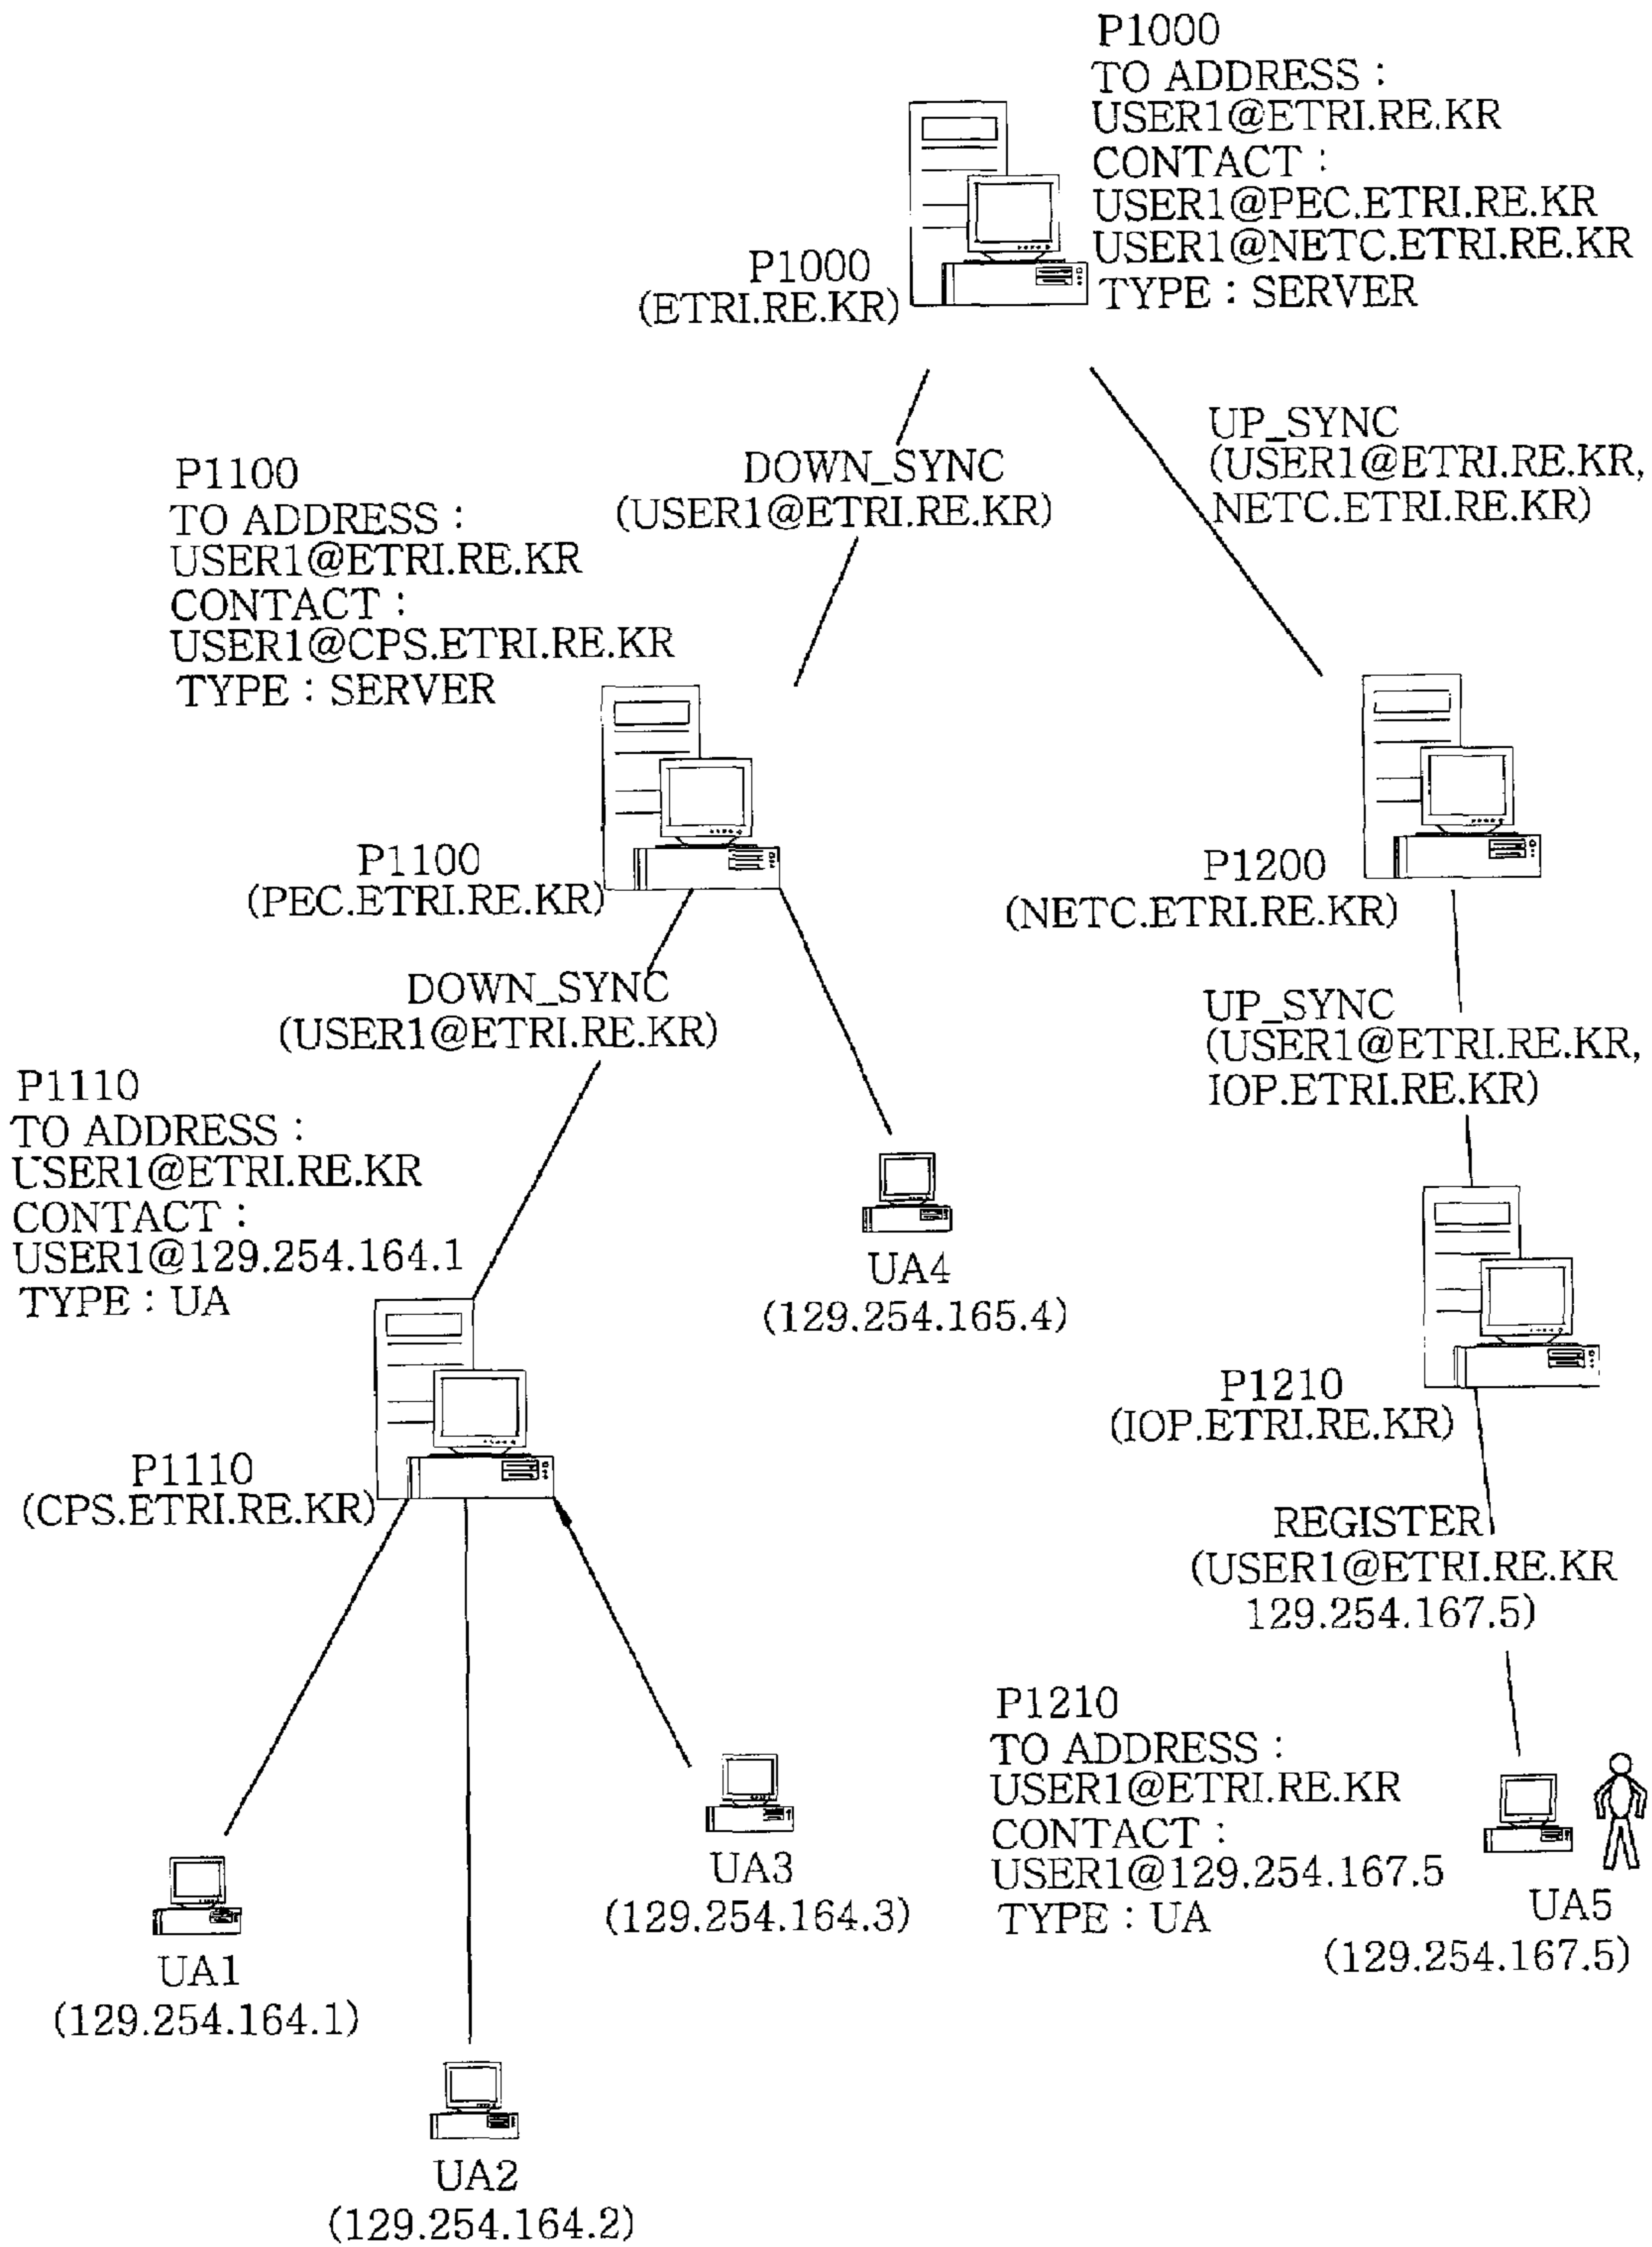 P1000
TO ADDRESS :
USER1@ETRI.RE.KR
CONTACT :
USER1@PEC.ETRI.RE.KR
USER1@NETC.ETRI.RE.KR
TYPE : SERVER
P1000
(ETRI.RE.KR)
DOWN_SYNC
(USER1@ETRI.RE.KR)
UP_SYNC
(USER1@ETRI.RE.KR,
NETC.ETRI.RE.KR)
P1100
TO ADDRESS :
USER1@ETRI.RE.KR
CONTACT :
USER1@CPS.ETRI.RE.KR
TYPE : SERVER
P1100
(PEC.ETRI.RE.KR)
P1200
(NETC.ETRI.RE.KR)
DOWN_SYNC
(USER1@ETRI.RE.KR)
UP_SYNC
(USER1@ETRI.RE.KR,
IOP.ETRI.RE.KR)
P1110
TO ADDRESS :
USER1@ETRI.RE.KR
CONTACT :
USER1@129.254.164.1
TYPE : UA
UA4
(129.254.165.4)
P1210
(IOP.ETRI.RE.KR)
P1110
(CPS.ETRI.RE.KR)
REGISTER
(USER1@ETRI.RE.KR
129.254.167.5)
P1210
TO ADDRESS :
USER1@ETRI.RE.KR
CONTACT :
USER1@129.254.167.5
TYPE : UA
UA3
(129.254.164.3)
UA5
(129.254.167.5)
UA1
(129.254.164.1)
UA2
(129.254.164.2)